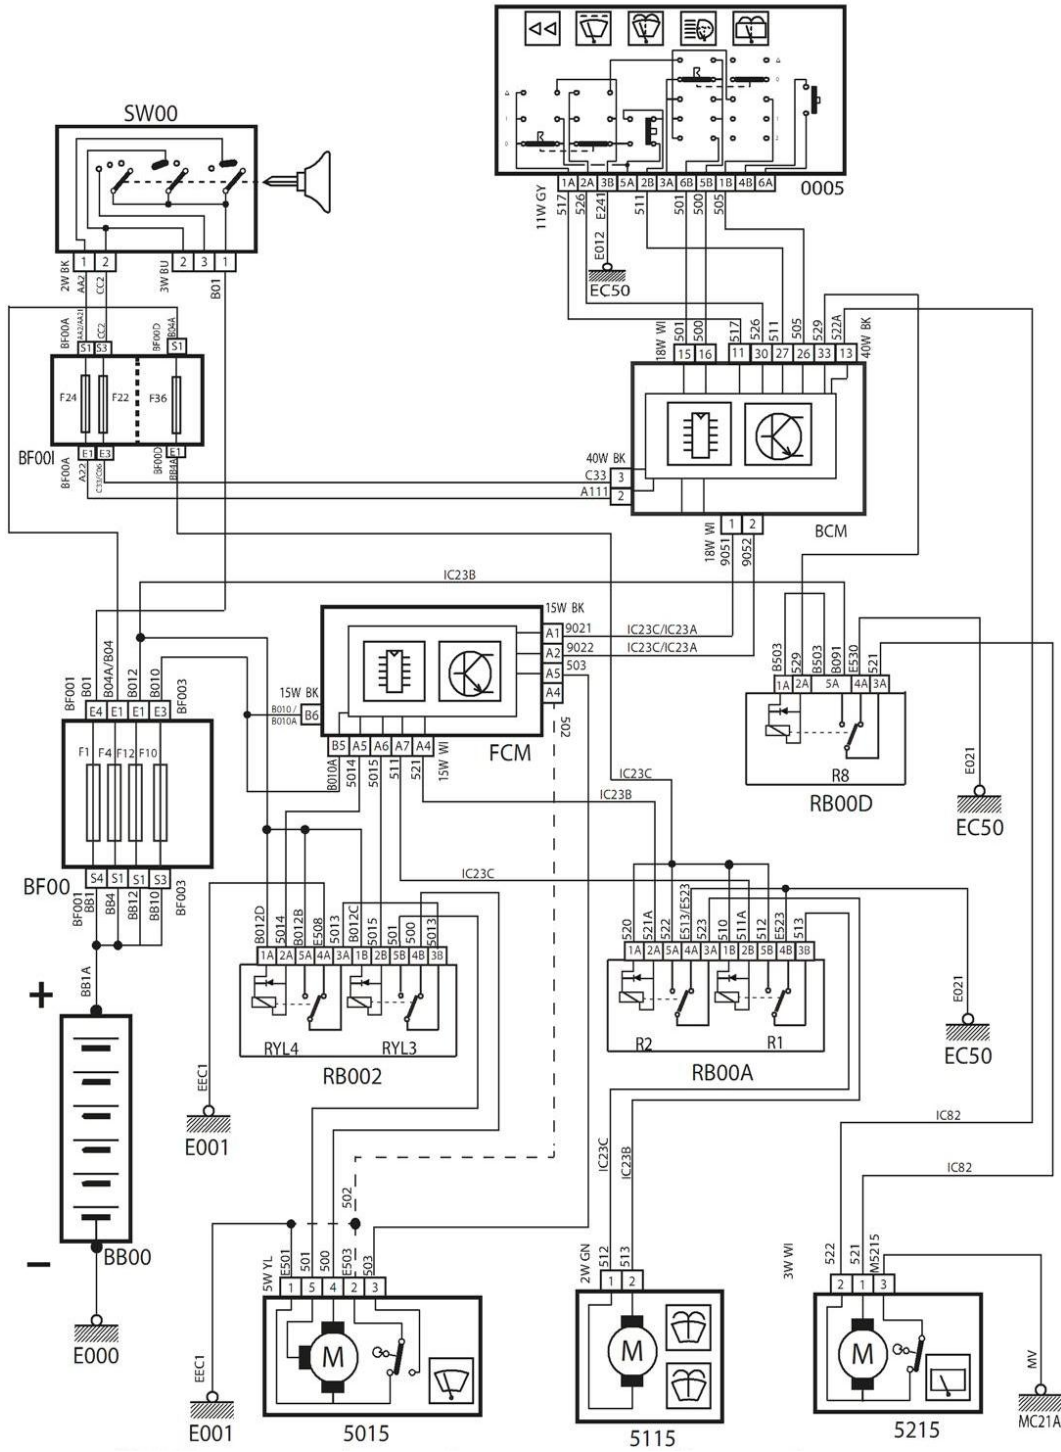 SW00
0005
1A 2A 3B 5A 2B 3A 6B 5B 1B 4B 6A
11W GY
517 526 E241 511 501 500 505
E012
EC50
1 2 2 3 1
2W BK
AA2 CC2
3W BU
B01
BF00A
AA2/AA21 CC2
BF00D
B04A
S1 S3 S1
F24 F22 F36
BF00I
E1 E3 E1
BF00A
A22
C33/C06
BF00D
BB4A
18W WI
501 500 517 526 511 505 529 522A
40W BK
15 16 11 30 27 26 33 13
40W BK
C33 3
A111 2
BCM
1 2
18W WI
9051 9052
IC23B
15W BK
A1 9021 IC23C/IC23A
A2 9022 IC23C/IC23A
A5 503
A4
502
15W BK
B010 /
B010A
B6
FCM
B5 A5 A6 A7 A4
15W WI
B010A 5014 5015 511 521
BF001
B01 B04A/B04 B012 B010
BF003
E4 E1 E1 E3
F1 F4 F12 F10
BF00
S4 S1 S1 S3
BF001
BB1 BB4 BB12 BB10
BF003
B503 529 B503 B091 E530 521
1A 2A 5A 4A 3A
R8
RB00D
E021
EC50
IC23C
IC23B
IC23C
B012D 5014 B012B E508 5013 B012C 5015 501 500 5013
1A 2A 5A 4A 3A 1B 2B 5B 4B 3B
RYL4 RYL3
RB002
520 521A 522 E513/E523 523 510 511A 512 E523 513
1A 2A 5A 4A 3A 1B 2B 5B 4B 3B
R2 R1
RB00A
E021
EC50
+
BB1A
BB00
−
E000
EEC1
E001
502
5W YL
E501 501 500 E503 503
1 5 4 2 3
M
5015
EEC1
E001
IC23C IC23B
2W GN
512 513
1 2
M
5115
IC82
IC82
3W WI
522 521 M5215
2 1 3
M
5215
MV
MC21A